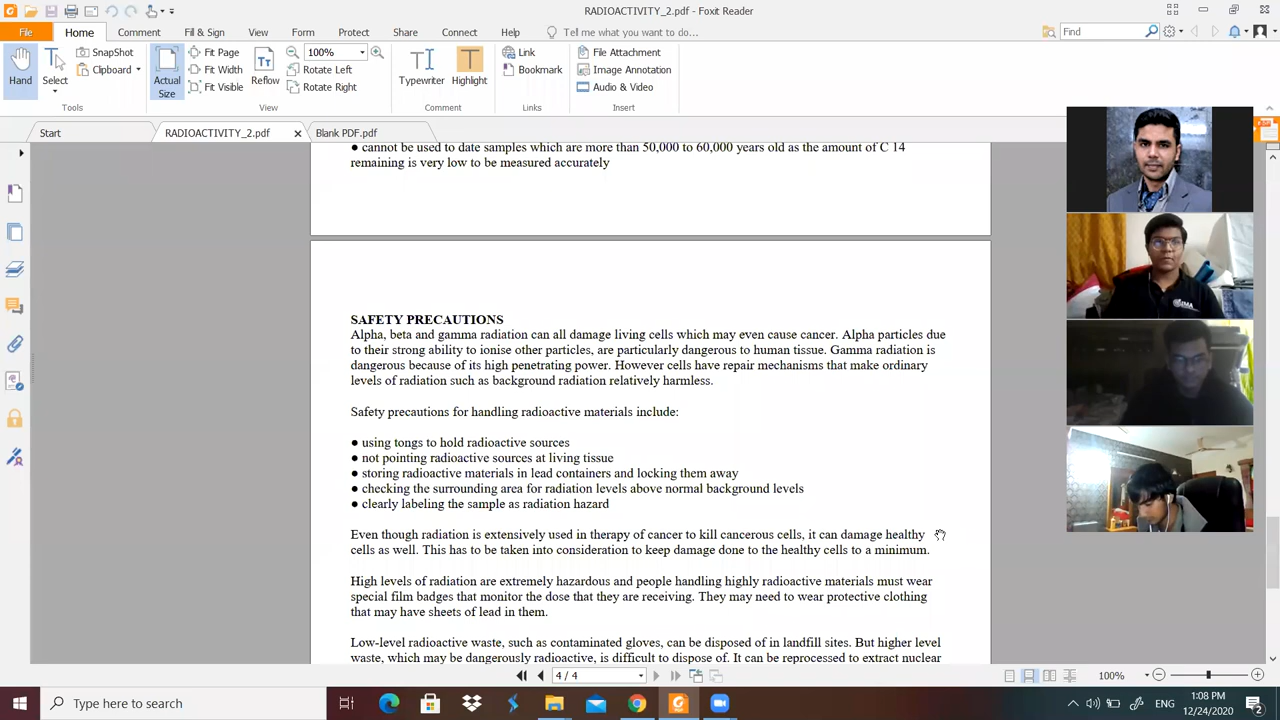 RADIOACTIVITY_2.pdf - Foxit Reader
File
Home
Comment
View
Fill & Sign
Form
Protect
Share
Connect
Help
Tell me what you want to do...
Find
Hand
Select
SnapShot
Clipboard
Actual
Size
Fit Page
Fit Width
Fit Visible
Reflow
100%
Rotate Left
Rotate Right
Typewriter
Highlight
Link
Bookmark
File Attachment
Image Annotation
Audio & Video
Tools
View
Comment
Links
Insert
Start
RADIOACTIVITY_2.pdf
Blank PDF.pdf
● cannot be used to date samples which are more than 50,000 to 60,000 years old as the amount of C 14
remaining is very low to be measured accurately
SAFETY PRECAUTIONS
Alpha, beta and gamma radiation can all damage living cells which may even cause cancer. Alpha particles due
to their strong ability to ionise other particles, are particularly dangerous to human tissue. Gamma radiation is
dangerous because of its high penetrating power. However cells have repair mechanisms that make ordinary
levels of radiation such as background radiation relatively harmless.
Safety precautions for handling radioactive materials include:
● using tongs to hold radioactive sources
● not pointing radioactive sources at living tissue
● storing radioactive materials in lead containers and locking them away
● checking the surrounding area for radiation levels above normal background levels
● clearly labeling the sample as radiation hazard
Even though radiation is extensively used in therapy of cancer to kill cancerous cells, it can damage healthy
cells as well. This has to be taken into consideration to keep damage done to the healthy cells to a minimum.
High levels of radiation are extremely hazardous and people handling highly radioactive materials must wear
special film badges that monitor the dose that they are receiving. They may need to wear protective clothing
that may have sheets of lead in them.
Low-level radioactive waste, such as contaminated gloves, can be disposed of in landfill sites. But higher level
waste, which may be dangerously radioactive, is difficult to dispose of. It can be reprocessed to extract nuclear
4 / 4
100%
Type here to search
ENG
1:08 PM
12/24/2020
2